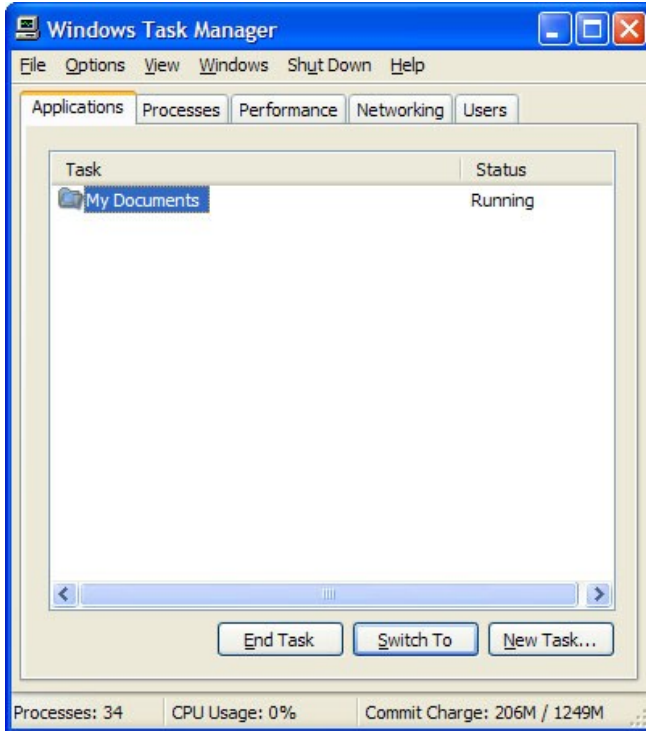 Windows Task Manager
File Options View Windows Shut Down Help
Applications Processes Performance Networking Users
Task Status
My Documents Running
End Task Switch To New Task...
Processes: 34 CPU Usage: 0% Commit Charge: 206M / 1249M